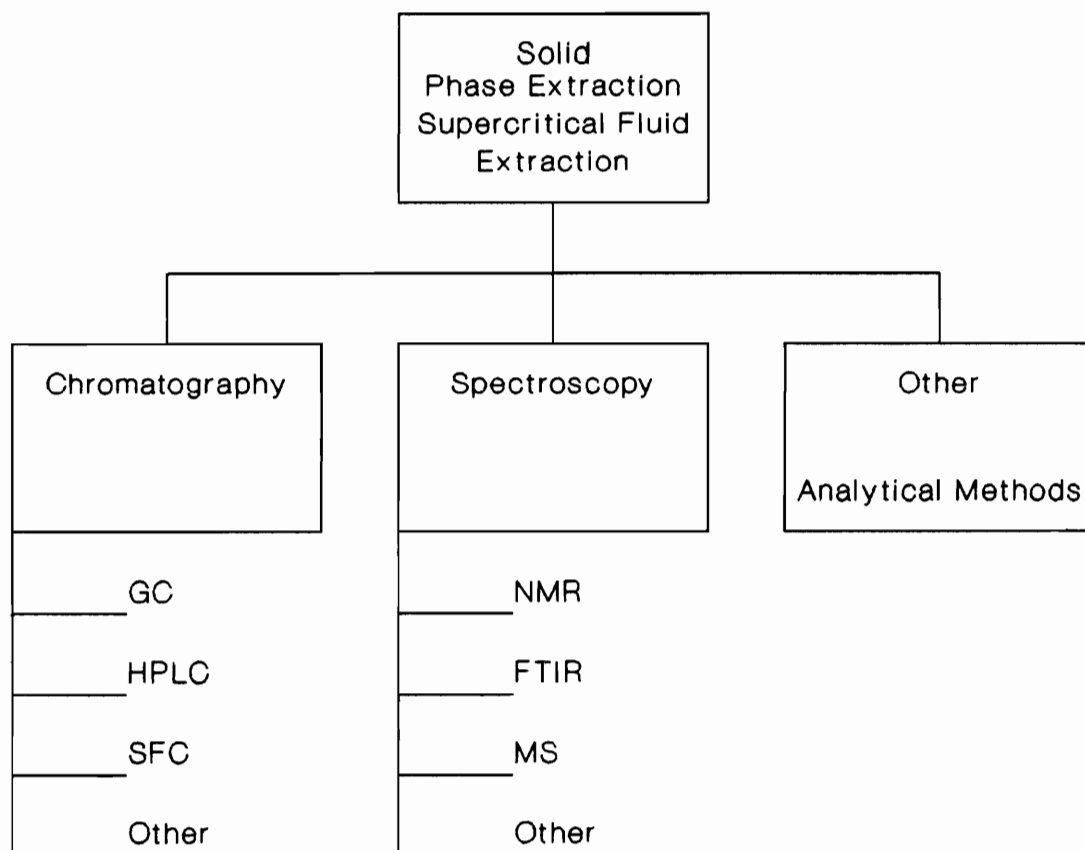 Solid
Phase Extraction
Supercritical Fluid
Extraction
Chromatography
GC
HPLC
SFC
Other
Spectroscopy
NMR
FTIR
MS
Other
Other
Analytical Methods